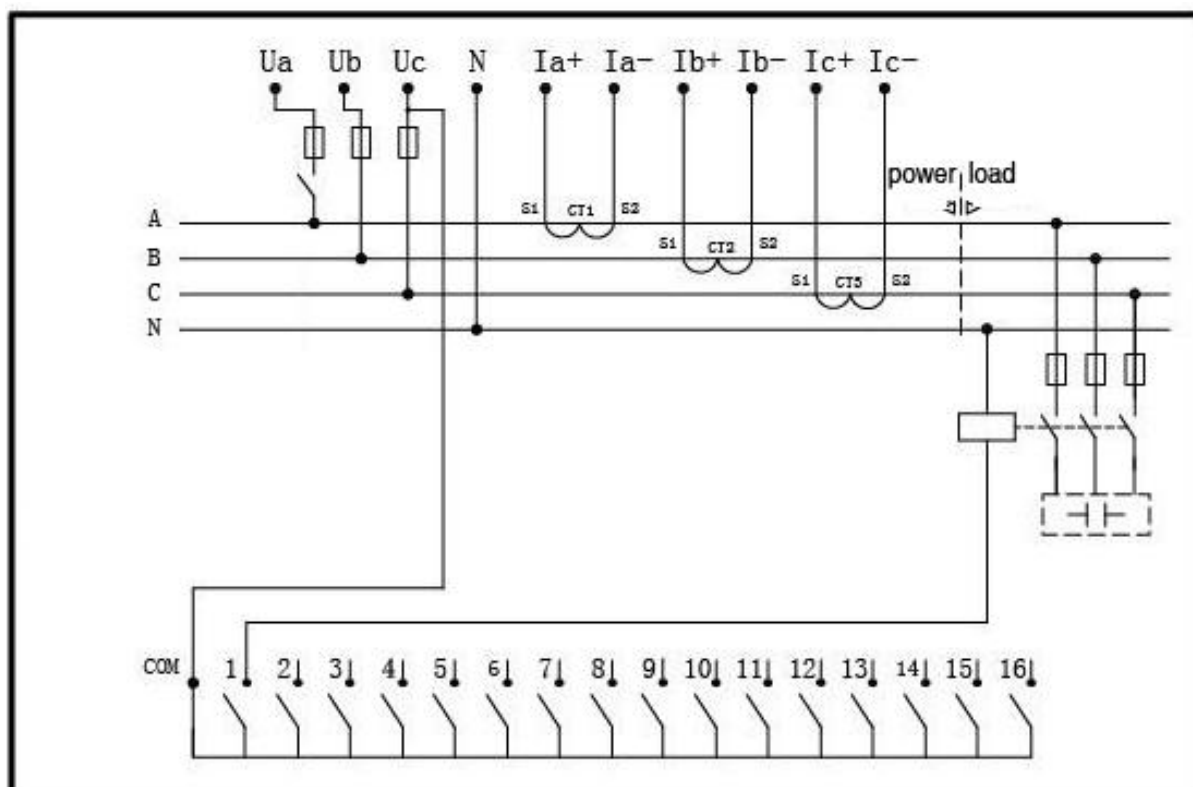 Ua Ub Uc N Ia+ Ia- Ib+ Ib- Ic+ Ic-
power load
A S1 CT1 S2
B S1 CT2 S2
C S1 CT5 S2
N
COM 1 2 3 4 5 6 7 8 9 10 11 12 13 14 15 16